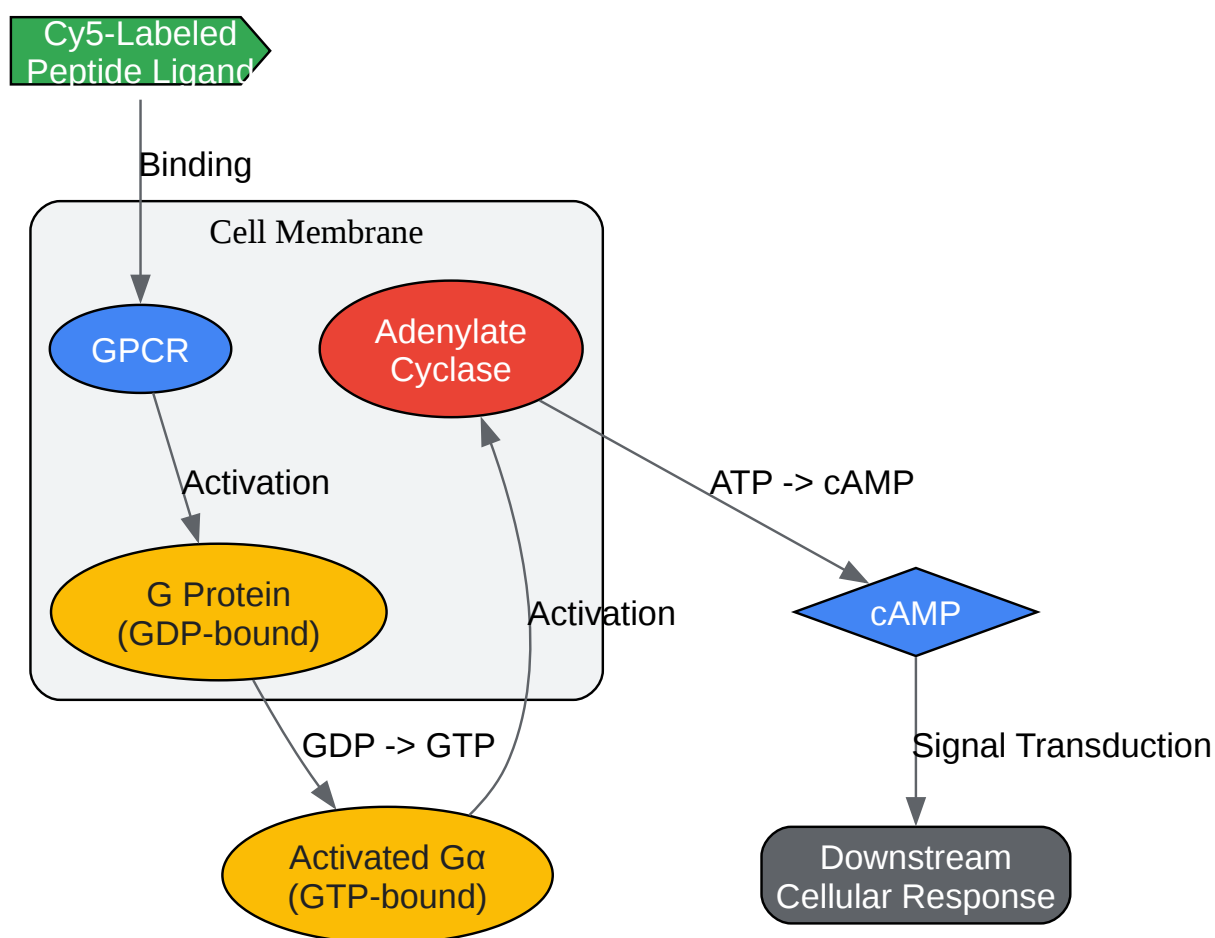 Cy5-Labeled
Peptide Ligand
Binding
Cell Membrane
GPCR
Adenylate
Cyclase
Activation
ATP -> cAMP
G Protein
(GDP-bound)
Activation
cAMP
GDP -> GTP
Signal Transduction
Activated Gα
(GTP-bound)
Downstream
Cellular Response